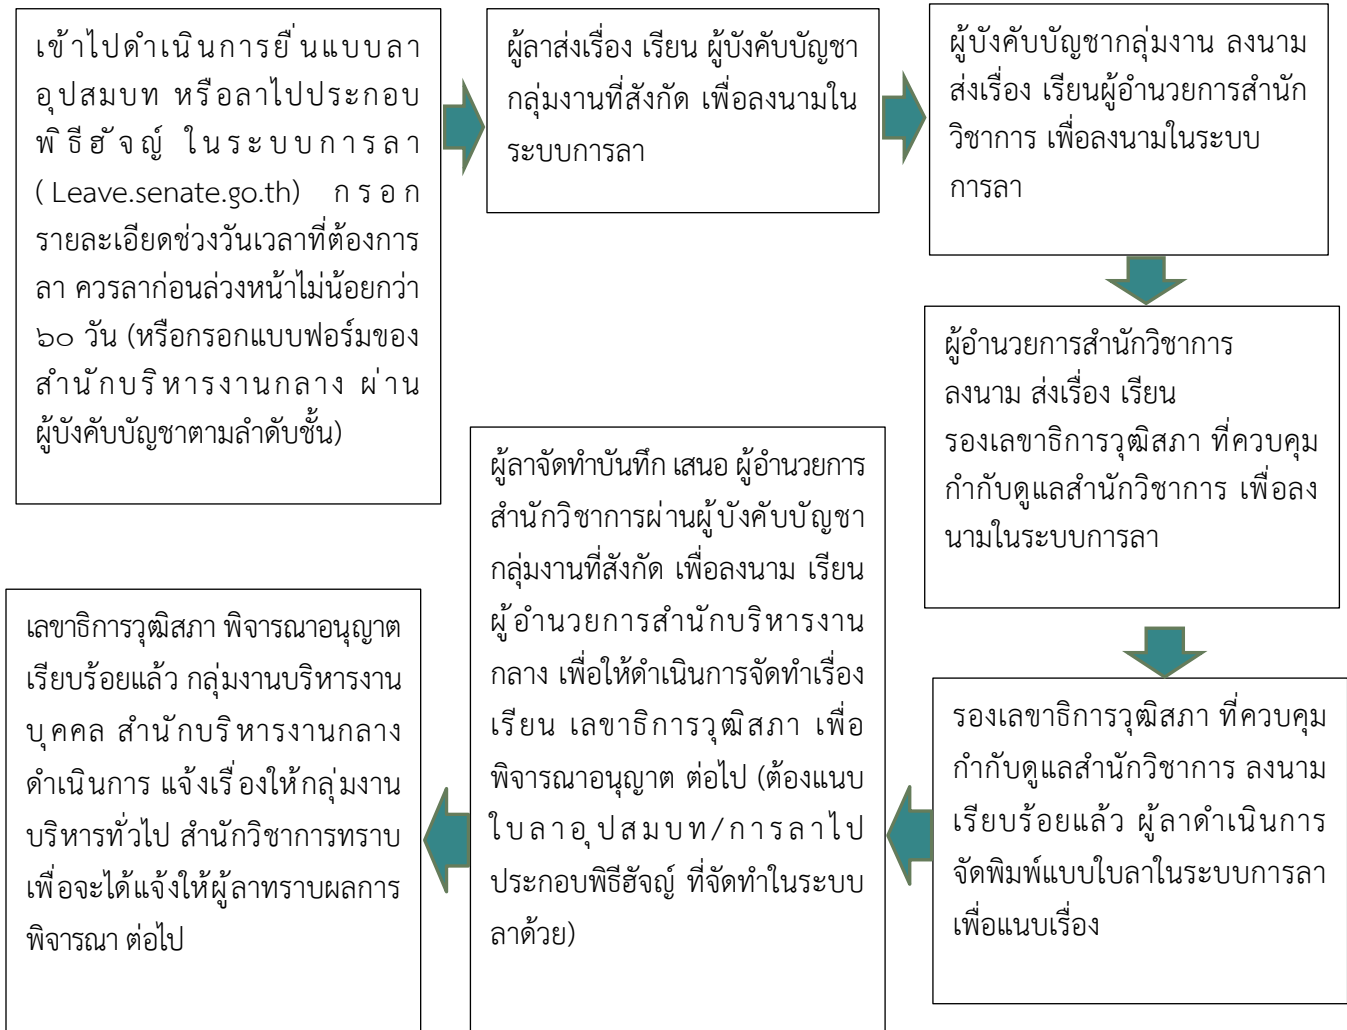 เข้าไปดำเนินการยื่นแบบลา
อุปสมบท หรือลาไปประกอบ
พิธีฮัจญ์ ในระบบการลา
(Leave.senate.go.th) กรอก
รายละเอียดช่วงวันเวลาที่ต้องการ
ลา ควรลาก่อนล่วงหน้าไม่น้อยกว่า
๖๐ วัน (หรือกรอกแบบฟอร์มของ
สำนักบริหารงานกลาง ผ่าน
ผู้บังคับบัญชาตามลำดับชั้น)
ผู้ลาส่งเรื่อง เรียน ผู้บังคับบัญชา
กลุ่มงานที่สังกัด เพื่อลงนามใน
ระบบการลา
ผู้บังคับบัญชากลุ่มงาน ลงนาม
ส่งเรื่อง เรียนผู้อำนวยการสำนัก
วิชาการ เพื่อลงนามในระบบ
การลา
ผู้อำนวยการสำนักวิชาการ
ลงนาม ส่งเรื่อง เรียน
รองเลขาธิการวุฒิสภา ที่ควบคุม
กำกับดูแลสำนักวิชาการ เพื่อลง
นามในระบบการลา
รองเลขาธิการวุฒิสภา ที่ควบคุม
กำกับดูแลสำนักวิชาการ ลงนาม
เรียบร้อยแล้ว ผู้ลาดำเนินการ
จัดพิมพ์แบบใบลาในระบบการลา
เพื่อแนบเรื่อง
ผู้ลาจัดทำบันทึก เสนอ ผู้อำนวยการ
สำนักวิชาการผ่านผู้บังคับบัญชา
กลุ่มงานที่สังกัด เพื่อลงนาม เรียน
ผู้อำนวยการสำนักบริหารงาน
กลาง เพื่อให้ดำเนินการจัดทำเรื่อง
เรียน เลขาธิการวุฒิสภา เพื่อ
พิจารณาอนุญาต ต่อไป (ต้องแนบ
ใบลาอุปสมบท/การลาไป
ประกอบพิธีฮัจญ์ ที่จัดทำในระบบ
ลาด้วย)
เลขาธิการวุฒิสภา พิจารณาอนุญาต
เรียบร้อยแล้ว กลุ่มงานบริหารงาน
บุคคล สำนักบริหารงานกลาง
ดำเนินการ แจ้งเรื่องให้กลุ่มงาน
บริหารทั่วไป สำนักวิชาการทราบ
เพื่อจะได้แจ้งให้ผู้ลาทราบผลการ
พิจารณา ต่อไป